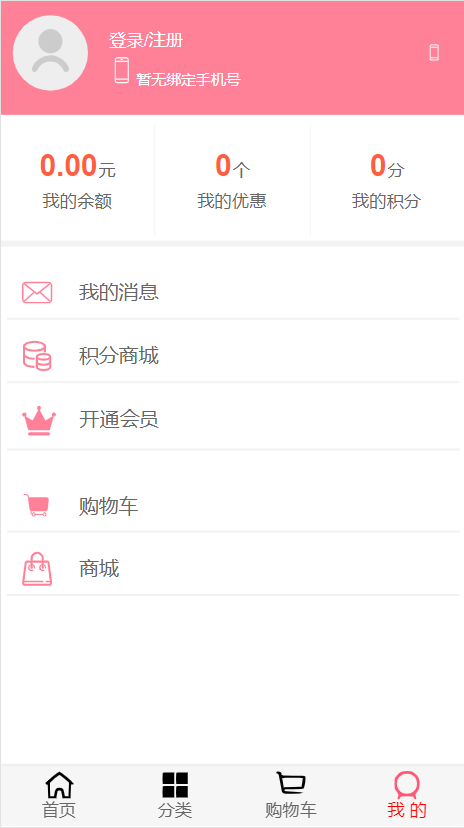 登录/注册
暂无绑定手机号
0.00元 0个 0分
我的余额 我的优惠 我的积分
我的消息
积分商城
开通会员
购物车
商城
首页 分类 购物车 我 的